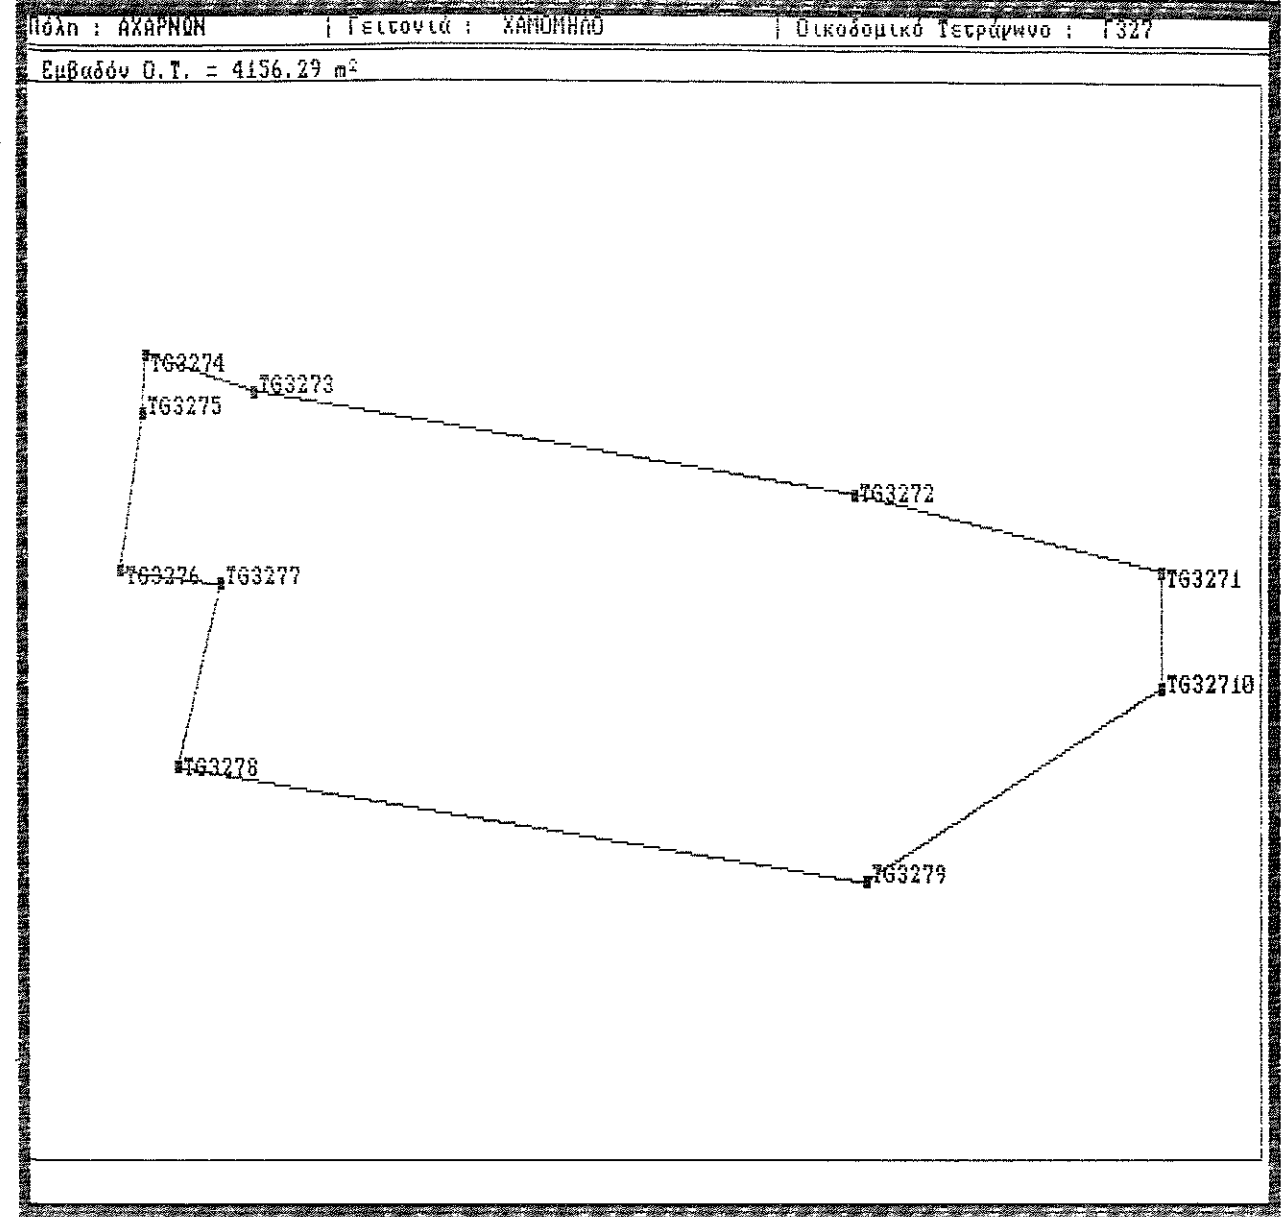 Πόλη : ΑΧΑΡΝΩΝ | Γειτονιά : ΧΑΜΟΜΗΛΟ | Οικοδομικό Τετράγωνο : Γ327
Εμβαδόν Ο.Τ. = 4156.29 m²
TG3274
TG3273
TG3275
TG3272
TG3276
TG3277
TG3271
TG32710
TG3278
TG3279